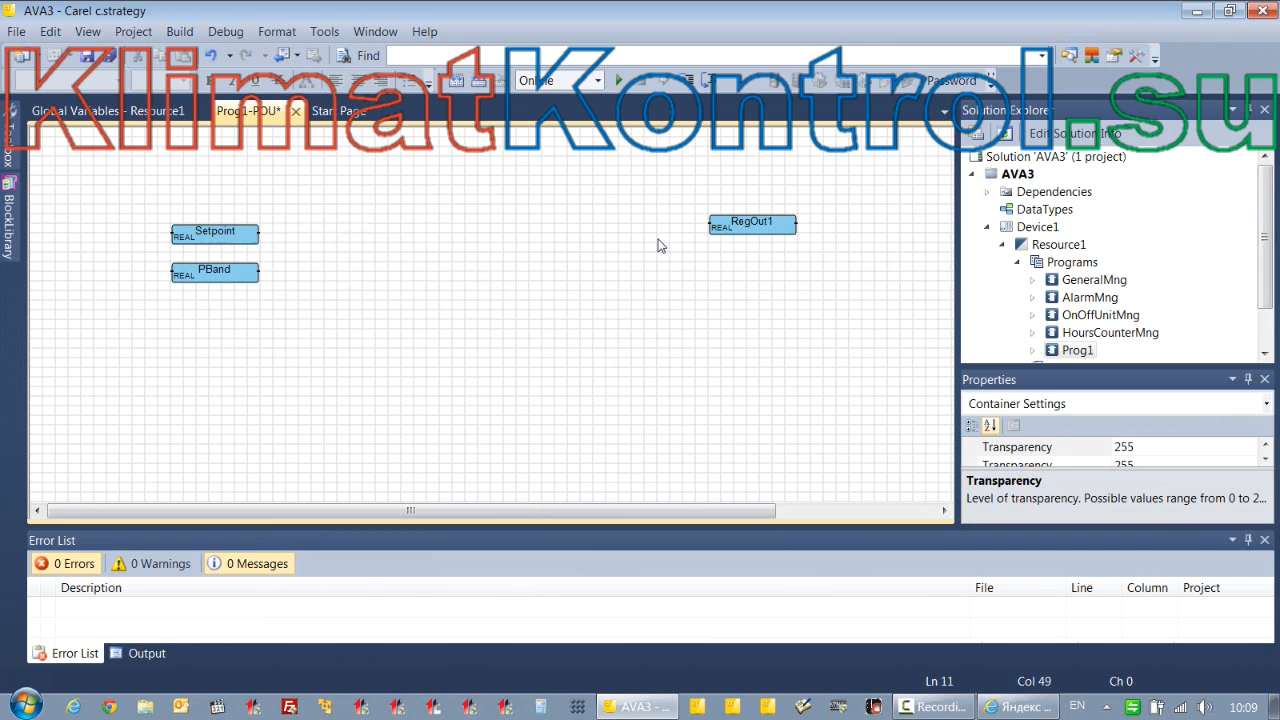 AVA3 - Carel c.strategy
File Edit View Project Build Debug Format Tools Window Help
Find
KlimatKontrol.su
Online
Password
Global Variables - Resource1 Prog1-POU* Start Page
Toolbox
BlockLibrary
Setpoint
REAL
PBand
REAL
RegOut1
REAL
Solution Explorer
Edit Solution Info
Solution 'AVA3' (1 project)
AVA3
Dependencies
DataTypes
Device1
Resource1
Programs
GeneralMng
AlarmMng
OnOffUnitMng
HoursCounterMng
Prog1
Properties
Container Settings
Transparency 255
Transparency 255
Transparency
Level of transparency. Possible values range from 0 to 2...
Error List
0 Errors 0 Warnings 0 Messages
Description File Line Column Project
Error List Output
Ln 11 Col 49 Ch 0
AVA3 - ... Recordi... Яндекс ... EN 10:09